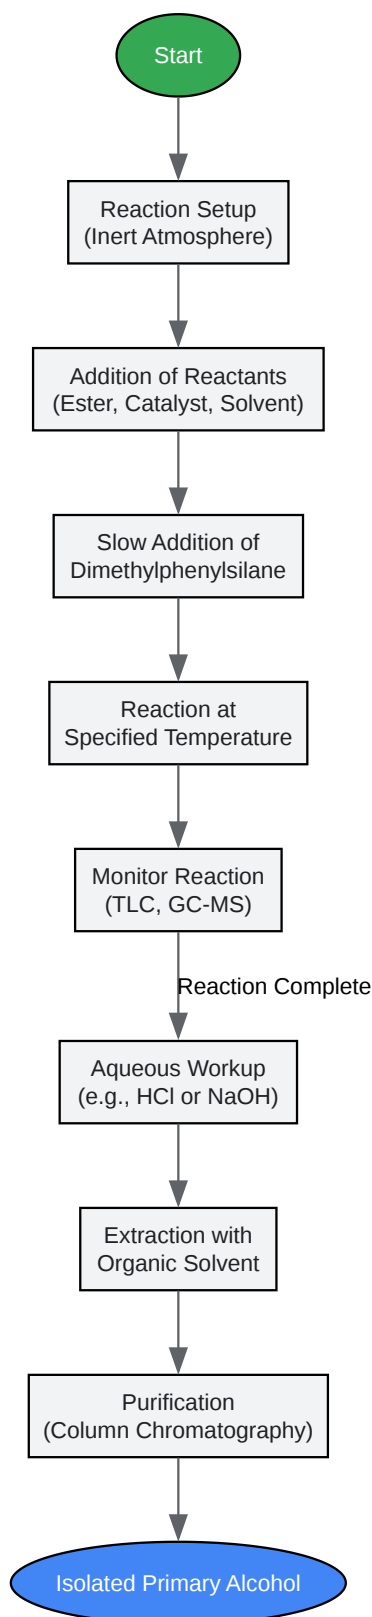 Start
Reaction Setup
(Inert Atmosphere)
Addition of Reactants
(Ester, Catalyst, Solvent)
Slow Addition of
Dimethylphenylsilane
Reaction at
Specified Temperature
Monitor Reaction
(TLC, GC-MS)
Reaction Complete
Aqueous Workup
(e.g., HCl or NaOH)
Extraction with
Organic Solvent
Purification
(Column Chromatography)
Isolated Primary Alcohol